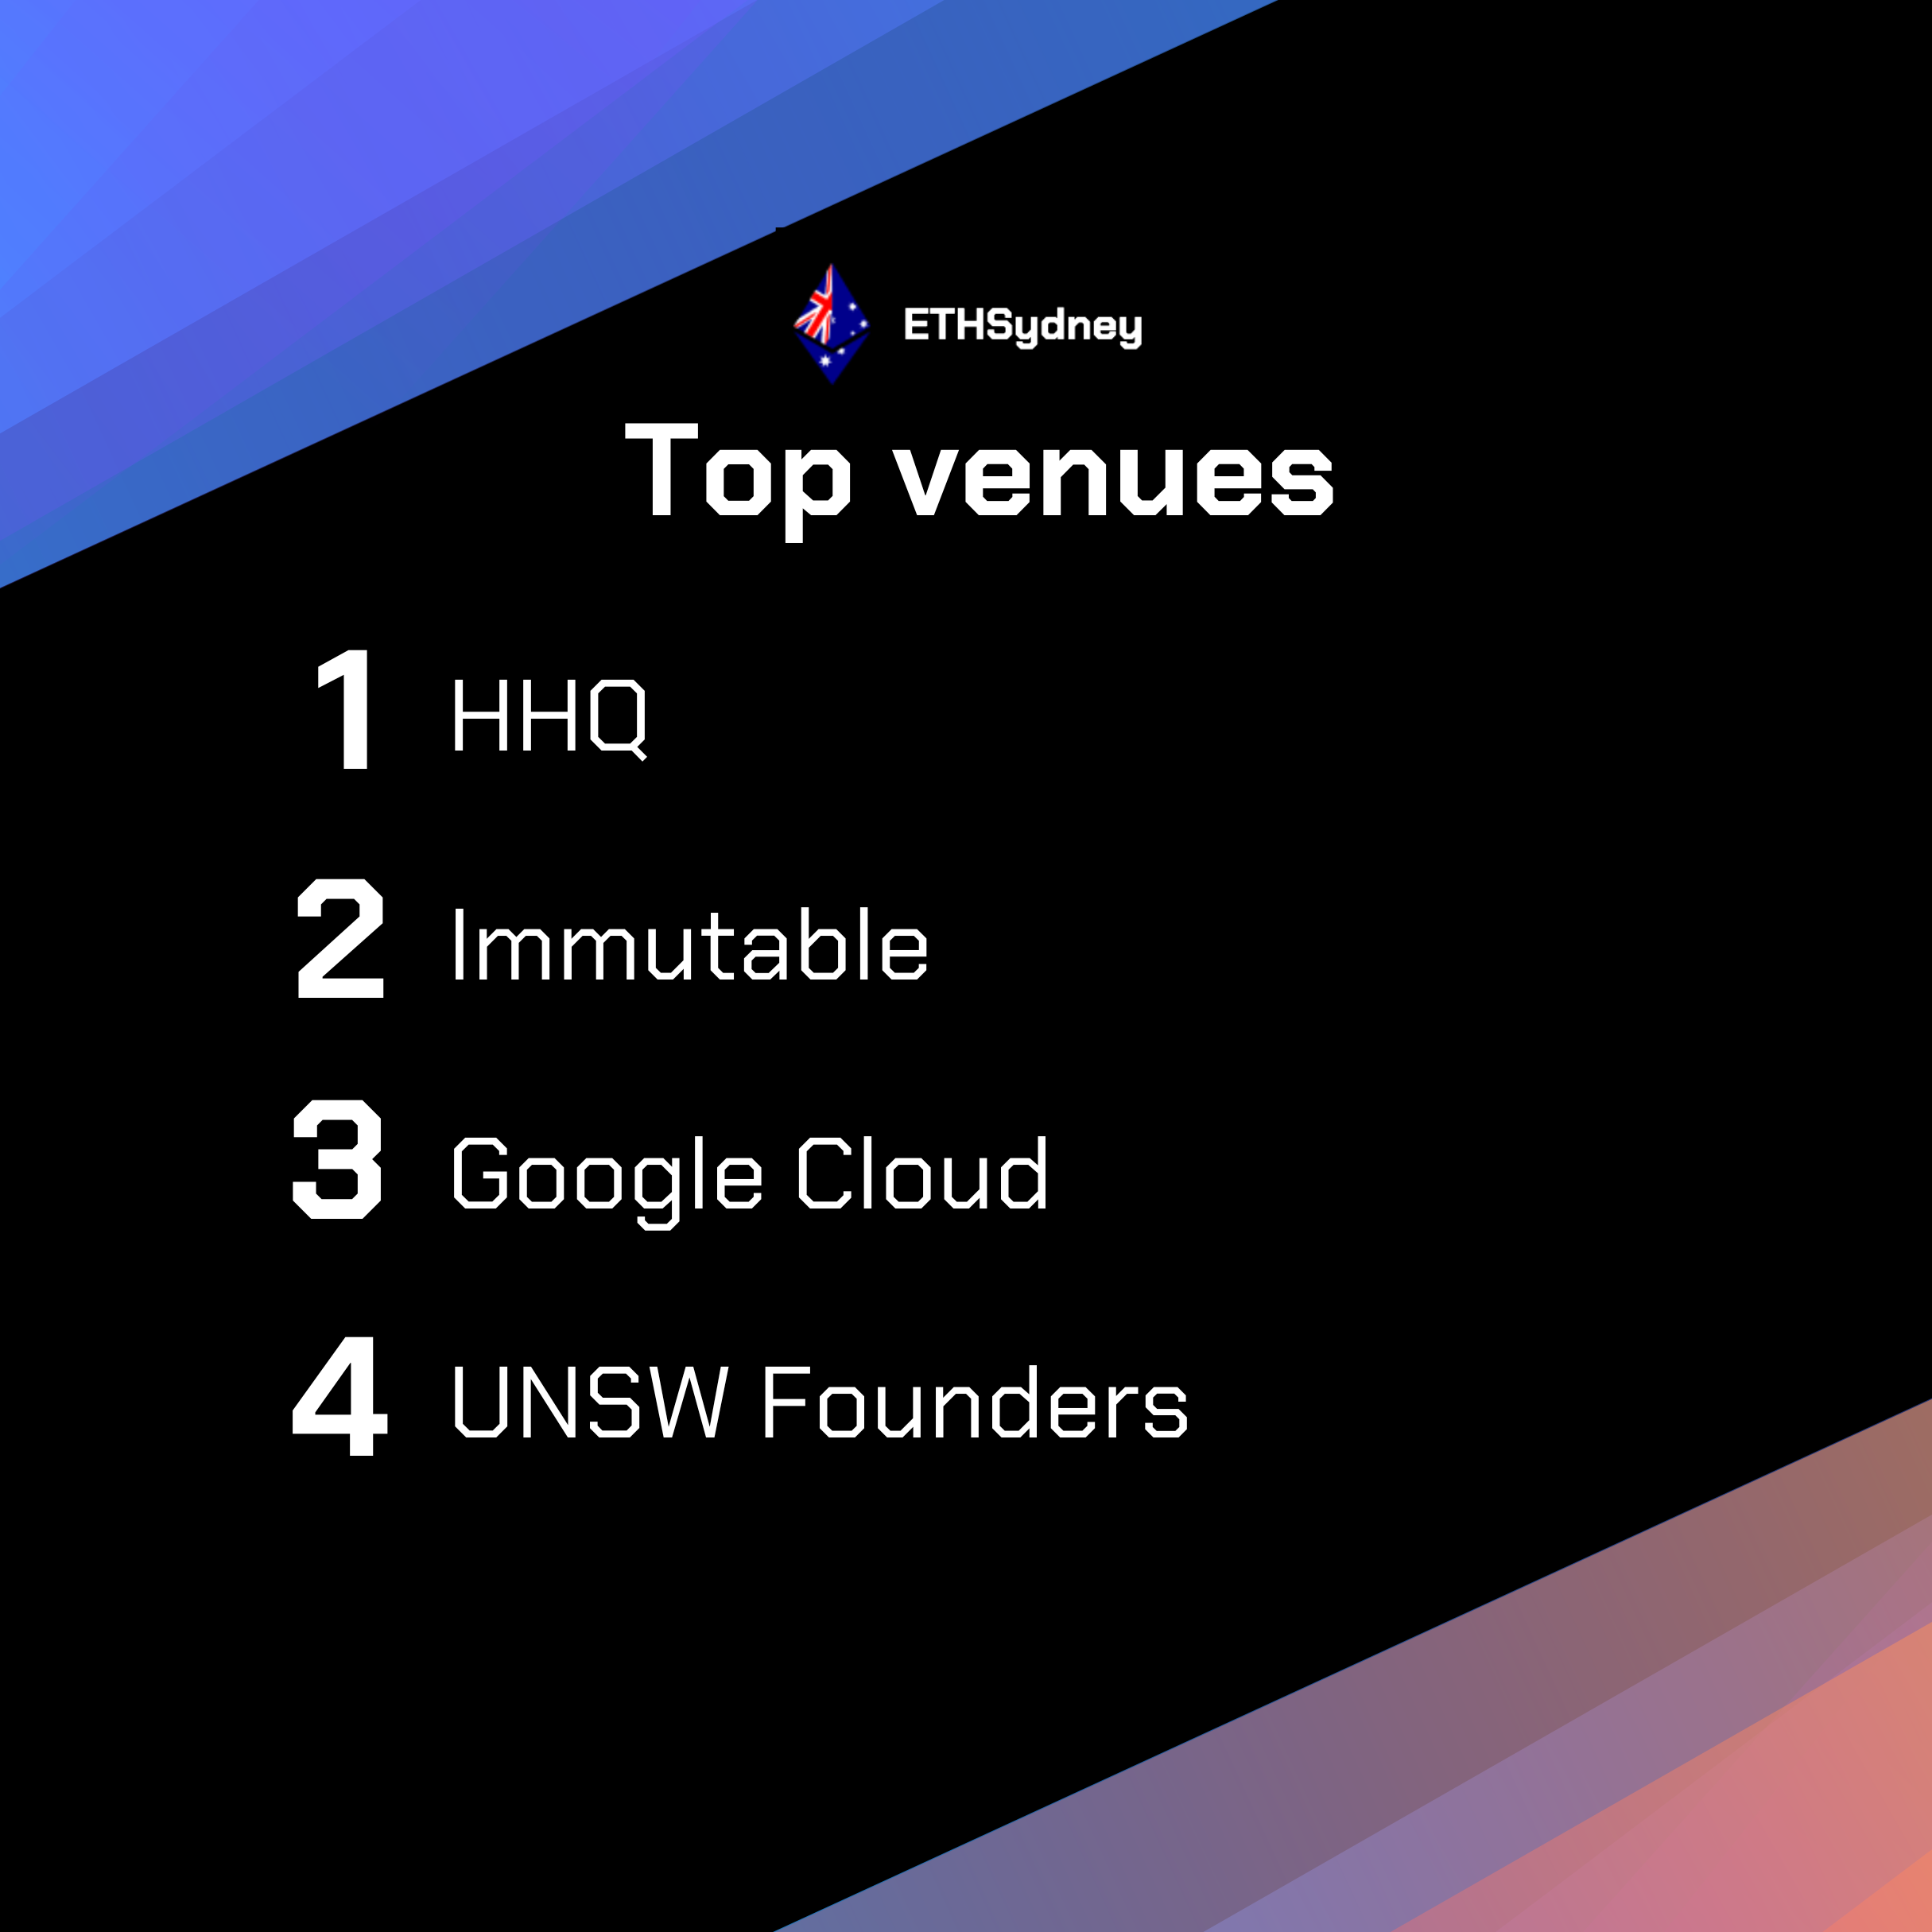 ETHSydney
Top venues
1 HHQ
2 Immutable
3 Google Cloud
4 UNSW Founders